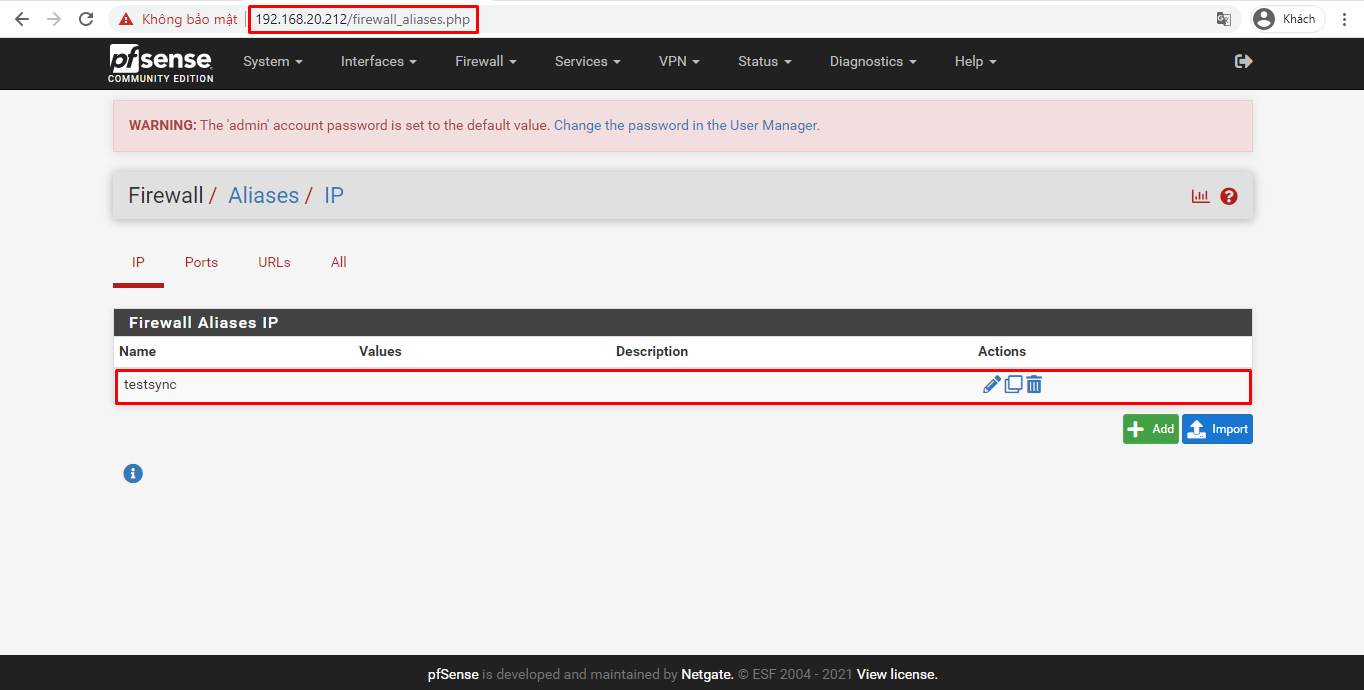 Không bảo mật 192.168.20.212/firewall_aliases.php Khách
pfsense
COMMUNITY EDITION
System Interfaces Firewall Services VPN Status Diagnostics Help
WARNING: The 'admin' account password is set to the default value. Change the password in the User Manager.
Firewall / Aliases / IP
IP Ports URLs All
Firewall Aliases IP
Name Values Description Actions
testsync
Add Import
pfSense is developed and maintained by Netgate. © ESF 2004 - 2021 View license.